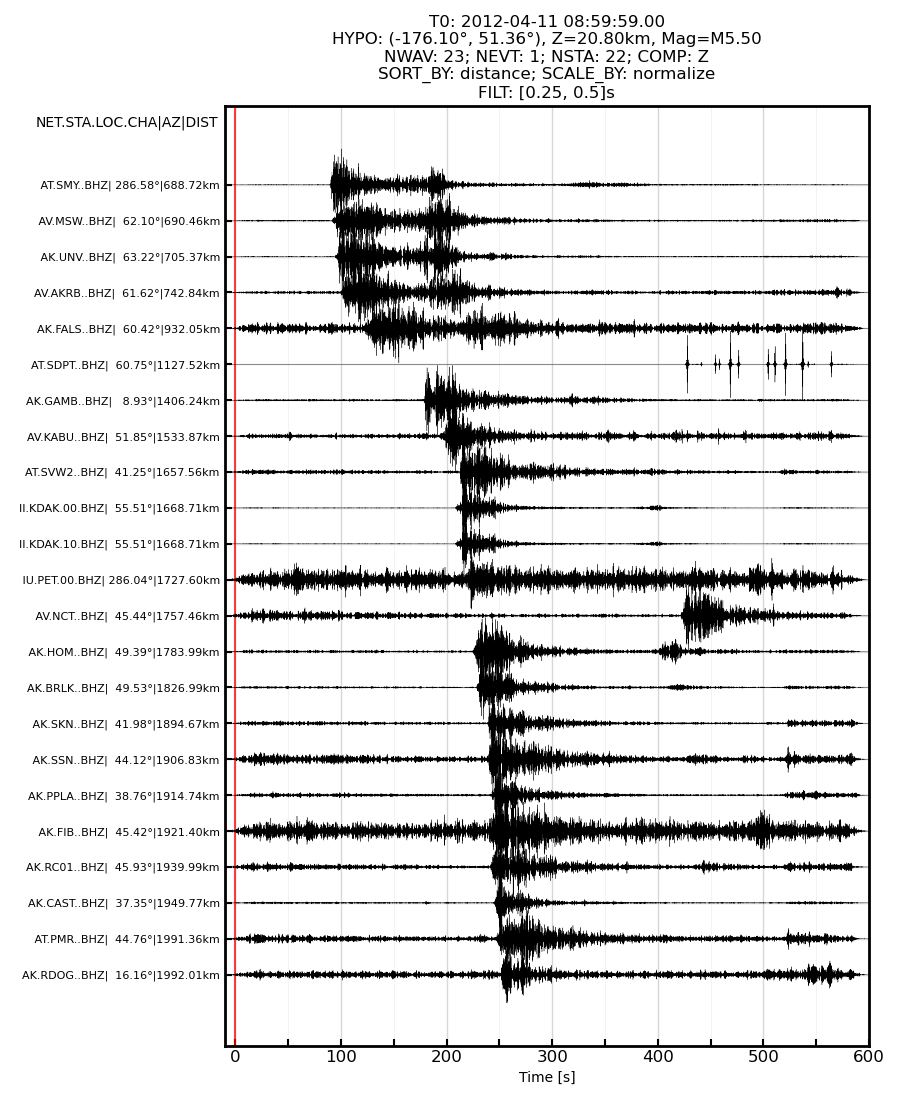 T0: 2012-04-11 08:59:59.00
HYPO: (-176.10°, 51.36°), Z=20.80km, Mag=M5.50
NWAV: 23; NEVT: 1; NSTA: 22; COMP: Z
SORT_BY: distance; SCALE_BY: normalize
FILT: [0.25, 0.5]s
NET.STA.LOC.CHA|AZ|DIST
AT.SMY..BHZ| 286.58°|688.72km
AV.MSW..BHZ| 62.10°|690.46km
AK.UNV..BHZ| 63.22°|705.37km
AV.AKRB..BHZ| 61.62°|742.84km
AK.FALS..BHZ| 60.42°|932.05km
AT.SDPT..BHZ| 60.75°|1127.52km
AK.GAMB..BHZ| 8.93°|1406.24km
AV.KABU..BHZ| 51.85°|1533.87km
AT.SVW2..BHZ| 41.25°|1657.56km
II.KDAK.00.BHZ| 55.51°|1668.71km
II.KDAK.10.BHZ| 55.51°|1668.71km
IU.PET.00.BHZ| 286.04°|1727.60km
AV.NCT..BHZ| 45.44°|1757.46km
AK.HOM..BHZ| 49.39°|1783.99km
AK.BRLK..BHZ| 49.53°|1826.99km
AK.SKN..BHZ| 41.98°|1894.67km
AK.SSN..BHZ| 44.12°|1906.83km
AK.PPLA..BHZ| 38.76°|1914.74km
AK.FIB..BHZ| 45.42°|1921.40km
AK.RC01..BHZ| 45.93°|1939.99km
AK.CAST..BHZ| 37.35°|1949.77km
AT.PMR..BHZ| 44.76°|1991.36km
AK.RDOG..BHZ| 16.16°|1992.01km
0 100 200 300 400 500 600
Time [s]